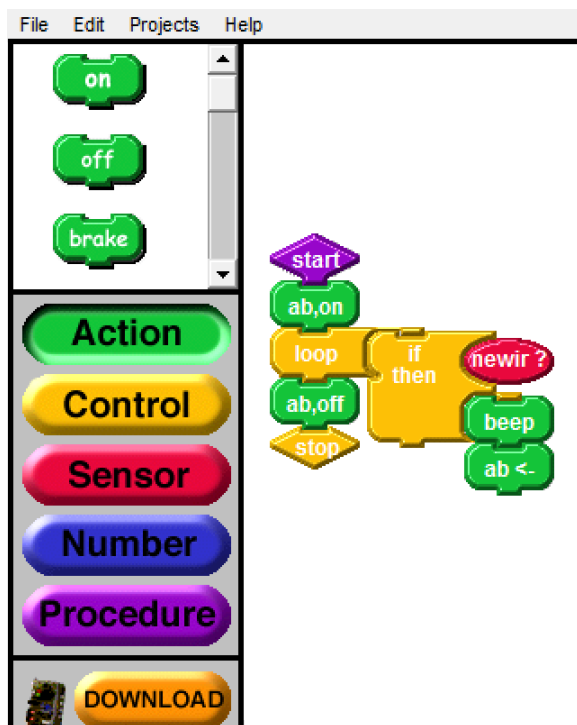 File Edit Projects Help
on
off
brake
Action
Control
Sensor
Number
Procedure
DOWNLOAD
start
ab,on
loop
if
then
newir ?
ab,off
beep
stop
ab <-